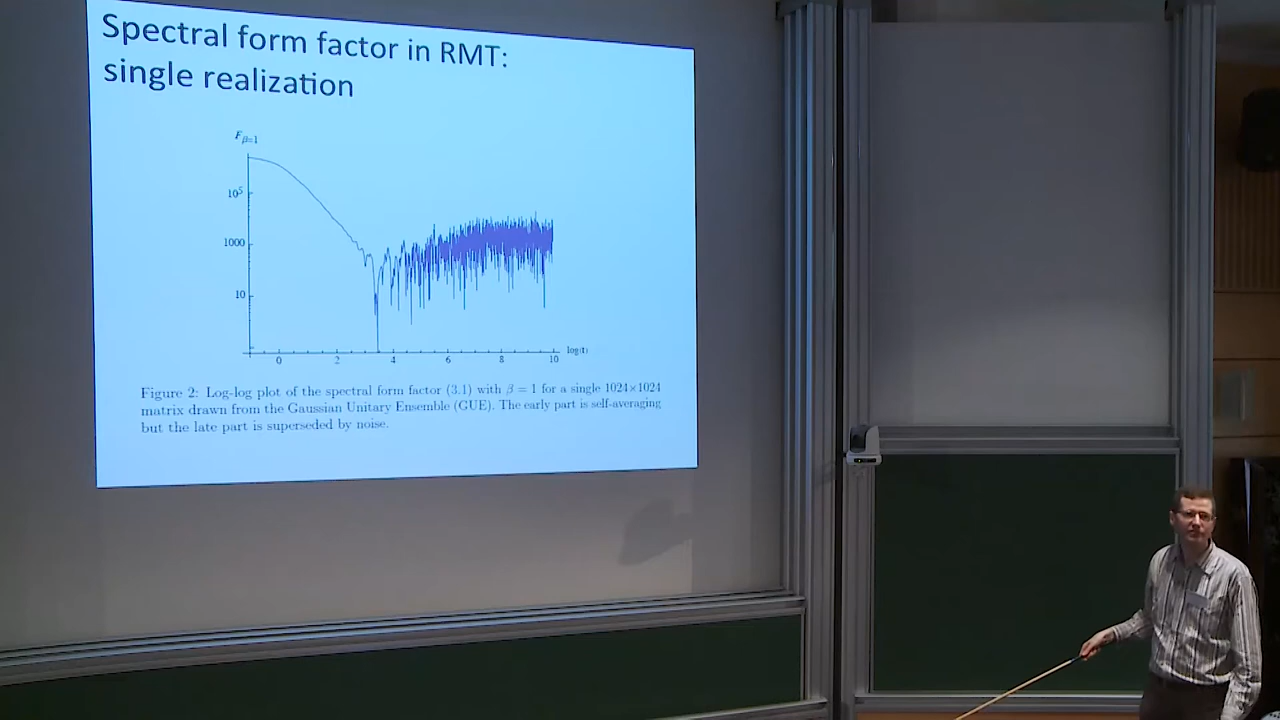 Spectral form factor in RMT:
single realization
F β=1
10⁵
1000
10
0 2 4 6 8 10 log(t)
Figure 2: Log-log plot of the spectral form factor (3.1) with β = 1 for a single 1024×1024
matrix drawn from the Gaussian Unitary Ensemble (GUE). The early part is self-averaging
but the late part is superseded by noise.